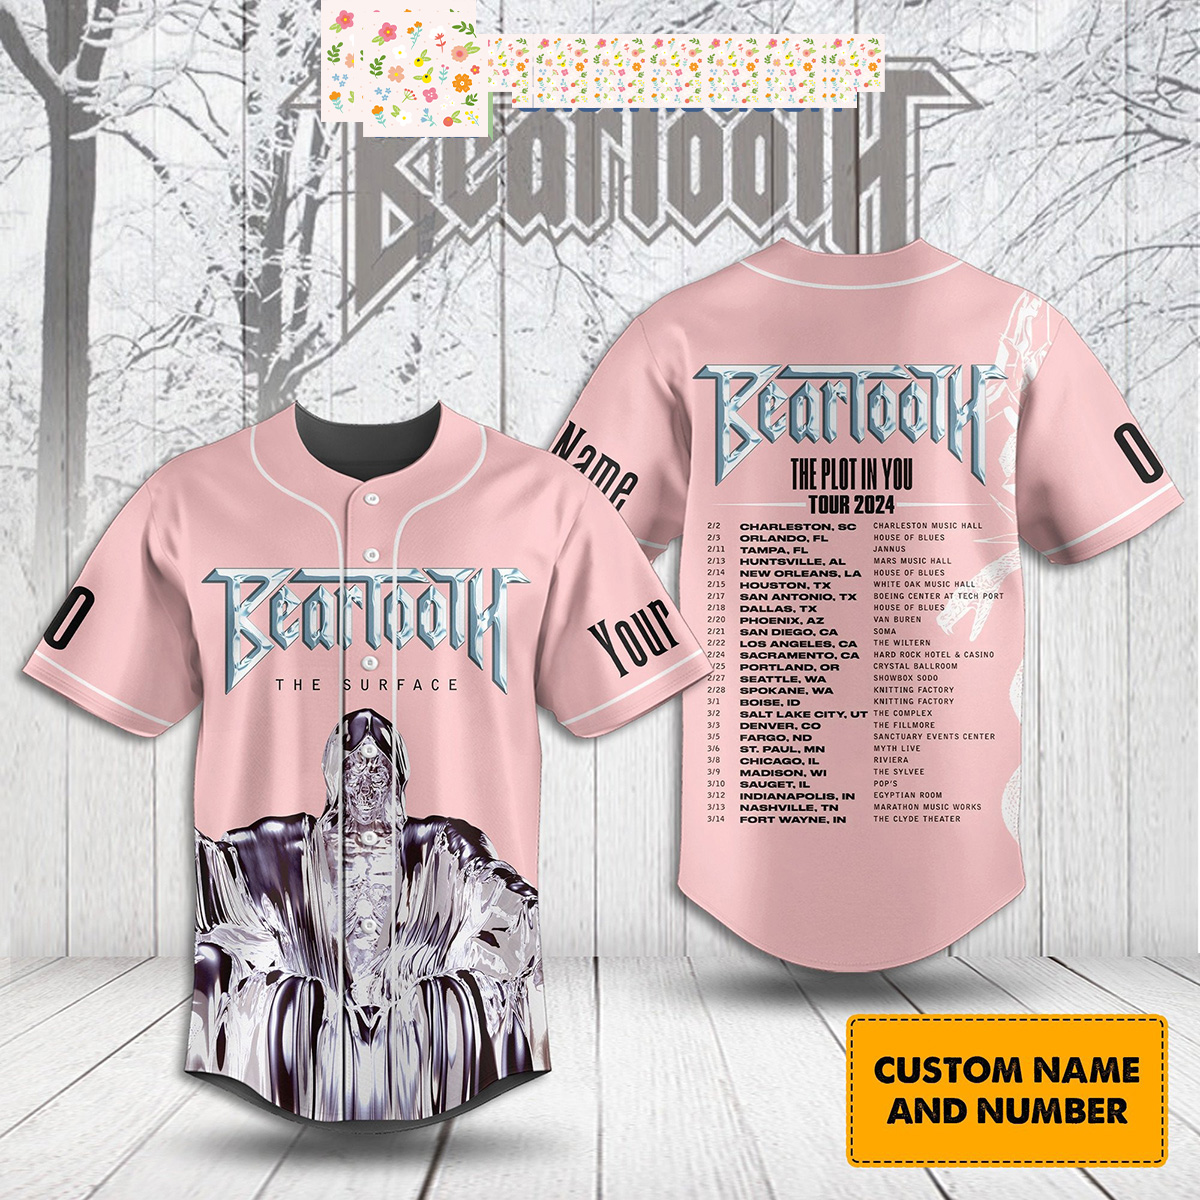 BEARTOOTH
BEARTOOTH
THE PLOT IN YOU
TOUR 2024
2/2 CHARLESTON, SC CHARLESTON MUSIC HALL
2/3 ORLANDO, FL HOUSE OF BLUES
2/11 TAMPA, FL JANNUS
2/13 HUNTSVILLE, AL MARS MUSIC HALL
2/14 NEW ORLEANS, LA HOUSE OF BLUES
2/15 HOUSTON, TX WHITE OAK MUSIC HALL
2/17 SAN ANTONIO, TX BOEING CENTER AT TECH PORT
2/18 DALLAS, TX HOUSE OF BLUES
2/20 PHOENIX, AZ VAN BUREN
2/21 SAN DIEGO, CA SOMA
2/22 LOS ANGELES, CA THE WILTERN
2/24 SACRAMENTO, CA HARD ROCK HOTEL & CASINO
/25 PORTLAND, OR CRYSTAL BALLROOM
2/27 SEATTLE, WA SHOWBOX SODO
2/28 SPOKANE, WA KNITTING FACTORY
3/1 BOISE, ID KNITTING FACTORY
3/2 SALT LAKE CITY, UT THE COMPLEX
3/3 DENVER, CO THE FILLMORE
3/5 FARGO, ND SANCTUARY EVENTS CENTER
3/6 ST. PAUL, MN MYTH LIVE
3/8 CHICAGO, IL RIVIERA
3/9 MADISON, WI THE SYLVEE
3/10 SAUGET, IL POP'S
3/12 INDIANAPOLIS, IN EGYPTIAN ROOM
3/13 NASHVILLE, TN MARATHON MUSIC WORKS
3/14 FORT WAYNE, IN THE CLYDE THEATER
Name
0
BEARTOOTH
THE SURFACE
0
Your
CUSTOM NAME
AND NUMBER